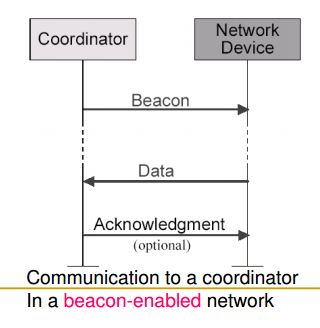 Coordinator
Network
Device
Beacon
Data
Acknowledgment
(optional)
Communication to a coordinator
In a beacon-enabled network